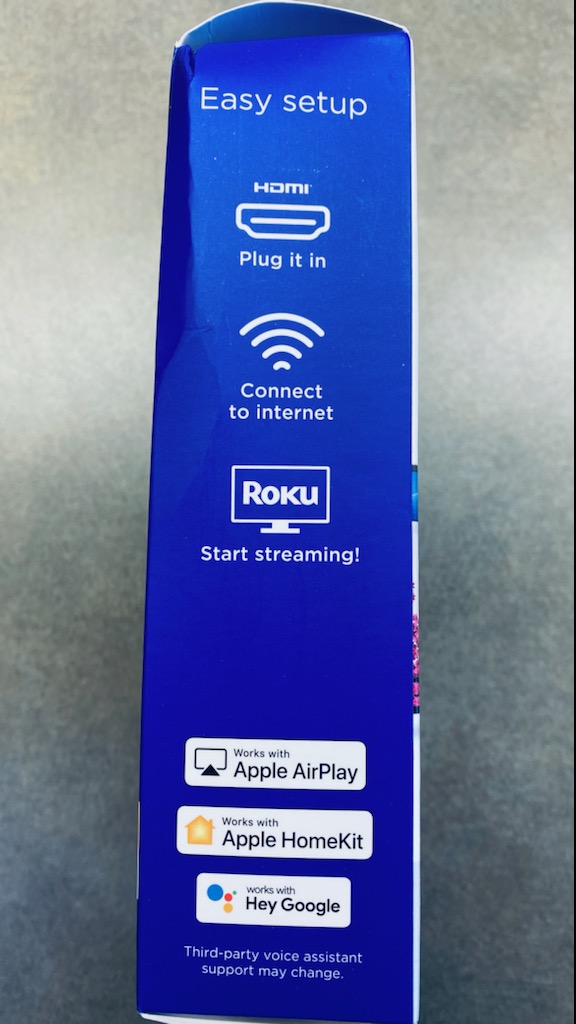 Easy setup
HDMI
Plug it in
Connect
to internet
Roku
Start streaming!
Works with
Apple AirPlay
Works with
Apple HomeKit
works with
Hey Google
Third-party voice assistant
support may change.